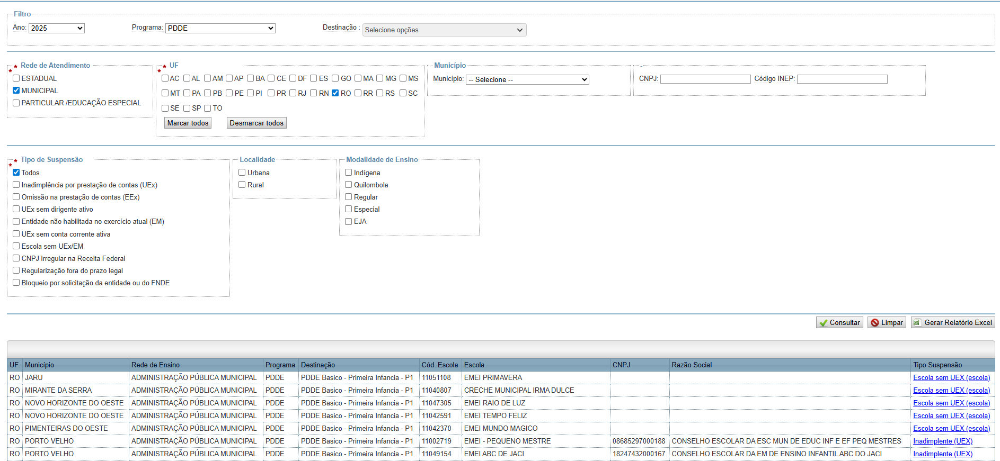 Filtro
Ano: 2025 Programa: PDDE Destinação : Selecione opções
* Rede de Atendimento
*
ESTADUAL
MUNICIPAL
PARTICULAR /EDUCAÇÃO ESPECIAL
* UF
*
AC AL AM AP BA CE DF ES GO MA MG MS
MT PA PB PE PI PR RJ RN RO RR RS SC
SE SP TO
Marcar todos Desmarcar todos
Município
Município: -- Selecione --
CNPJ: Código INEP:
* Tipo de Suspensão
*
Todos
Inadimplência por prestação de contas (UEx)
Omissão na prestação de contas (EEx)
UEx sem dirigente ativo
Entidade não habilitada no exercício atual (EM)
UEx sem conta corrente ativa
Escola sem UEx/EM
CNPJ irregular na Receita Federal
Regularização fora do prazo legal
Bloqueio por solicitação da entidade ou do FNDE
Localidade
Urbana
Rural
Modalidade de Ensino
Indígena
Quilombola
Regular
Especial
EJA
Consultar Limpar Gerar Relatório Excel
UF Município Rede de Ensino Programa Destinação Cód. Escola Escola CNPJ Razão Social Tipo Suspensão
RO JARU ADMINISTRAÇÃO PÚBLICA MUNICIPAL PDDE PDDE Basico - Primeira Infancia - P1 11051108 EMEI PRIMAVERA Escola sem UEX (escola)
RO MIRANTE DA SERRA ADMINISTRAÇÃO PÚBLICA MUNICIPAL PDDE PDDE Basico - Primeira Infancia - P1 11040807 CRECHE MUNICIPAL IRMA DULCE Escola sem UEX (escola)
RO NOVO HORIZONTE DO OESTE ADMINISTRAÇÃO PÚBLICA MUNICIPAL PDDE PDDE Basico - Primeira Infancia - P1 11047305 EMEI RAIO DE LUZ Escola sem UEX (escola)
RO NOVO HORIZONTE DO OESTE ADMINISTRAÇÃO PÚBLICA MUNICIPAL PDDE PDDE Basico - Primeira Infancia - P1 11042591 EMEI TEMPO FELIZ Escola sem UEX (escola)
RO PIMENTEIRAS DO OESTE ADMINISTRAÇÃO PÚBLICA MUNICIPAL PDDE PDDE Basico - Primeira Infancia - P1 11042370 EMEI MUNDO MAGICO Escola sem UEX (escola)
RO PORTO VELHO ADMINISTRAÇÃO PÚBLICA MUNICIPAL PDDE PDDE Basico - Primeira Infancia - P1 11002719 EMEI - PEQUENO MESTRE 08685297000188 CONSELHO ESCOLAR DA ESC MUN DE EDUC INF E EF PEQ MESTRES Inadimplente (UEX)
RO PORTO VELHO ADMINISTRAÇÃO PÚBLICA MUNICIPAL PDDE PDDE Basico - Primeira Infancia - P1 11049154 EMEI ABC DE JACI 18247432000167 CONSELHO ESCOLAR DA EM DE ENSINO INFANTIL ABC DO JACI Inadimplente (UEX)